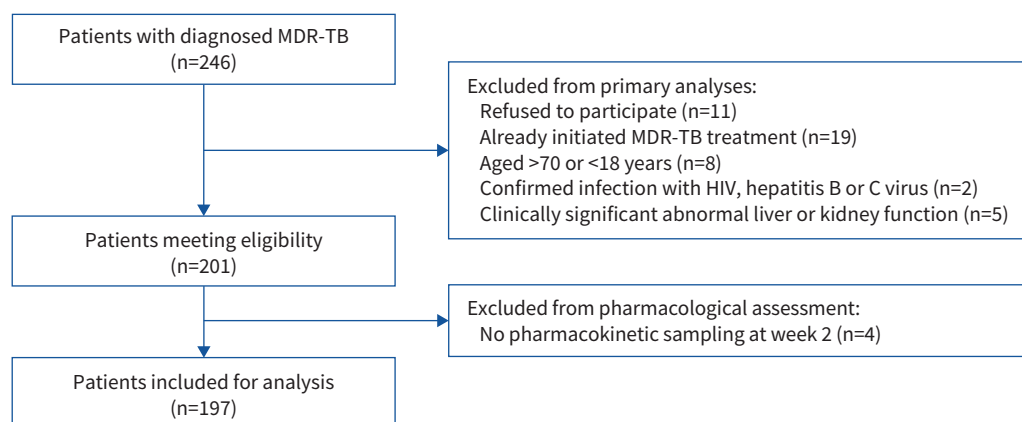 Patients with diagnosed MDR-TB
(n=246)
Excluded from primary analyses:
Refused to participate (n=11)
Already initiated MDR-TB treatment (n=19)
Aged >70 or <18 years (n=8)
Confirmed infection with HIV, hepatitis B or C virus (n=2)
Clinically significant abnormal liver or kidney function (n=5)
Patients meeting eligibility
(n=201)
Excluded from pharmacological assessment:
No pharmacokinetic sampling at week 2 (n=4)
Patients included for analysis
(n=197)